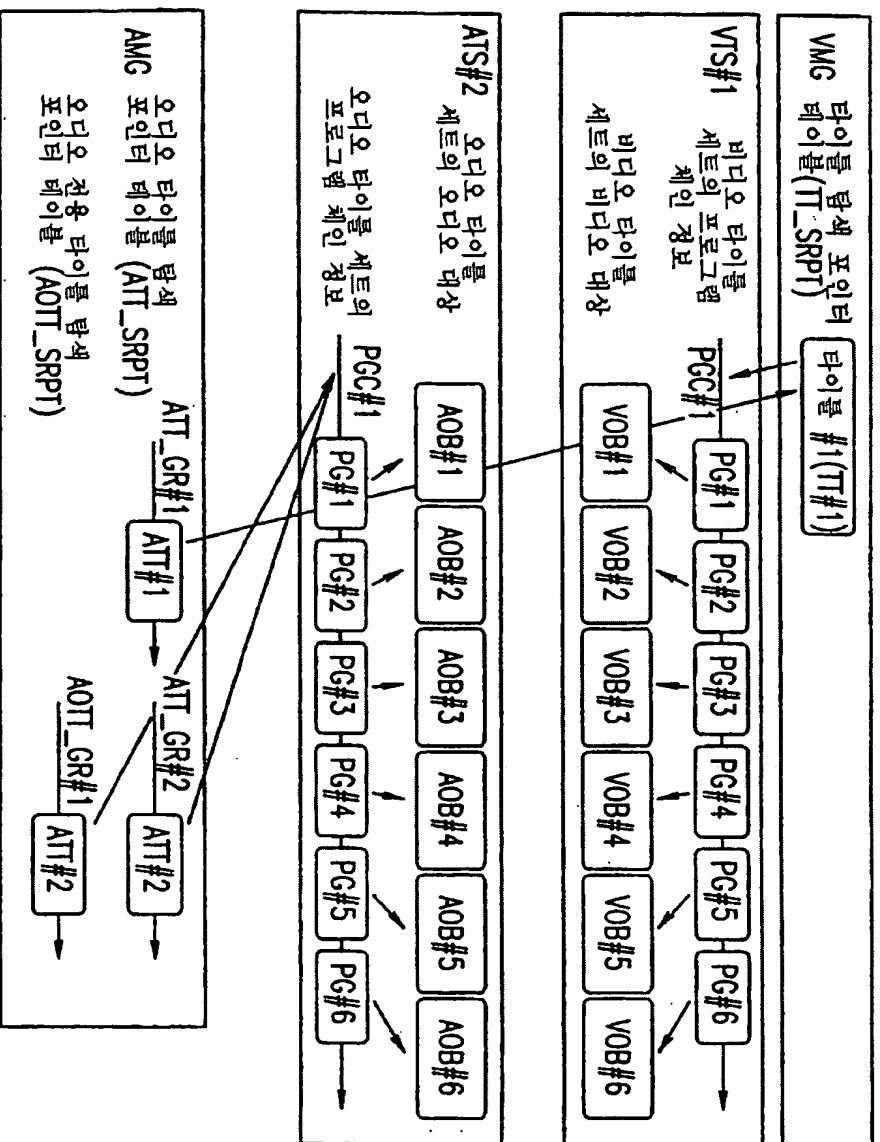 VMG
타이틀 탐색 포인터
테이블(TT_SRPT)
타이틀 #1(TT#1)
VTS#1
비디오 타이틀
세트의 프로그램
체인 정보
PGC#1
PG#1
PG#2
PG#3
PG#4
PG#5
PG#6
비디오 타이틀
세트의 비디오 대상
VOB#1
VOB#2
VOB#3
VOB#4
VOB#5
VOB#6
ATS#2
오디오 타이틀
세트의 오디오 대상
AOB#1
AOB#2
AOB#3
AOB#4
AOB#5
AOB#6
오디오 타이틀 세트의
프로그램 체인 정보
PGC#1
PG#1
PG#2
PG#3
PG#4
PG#5
PG#6
AMG
오디오 타이틀 탐색
포인터 테이블 (ATT_SRPT)
ATT_GR#1
ATT#1
ATT_GR#2
ATT#2
오디오 전용 타이틀 탐색
포인터 테이블 (AOTT_SRPT)
AOTT_GR#1
ATT#2